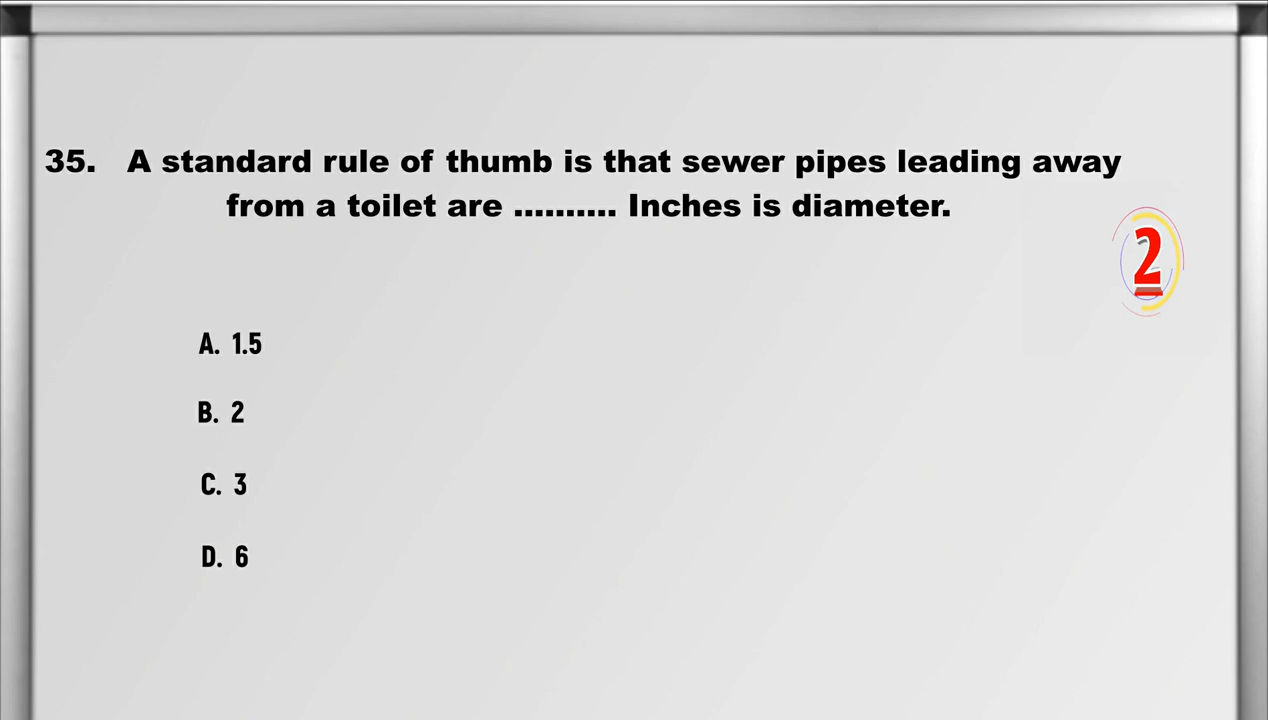 35. A standard rule of thumb is that sewer pipes leading away
from a toilet are .......... Inches is diameter.
2
A. 1.5
B. 2
C. 3
D. 6